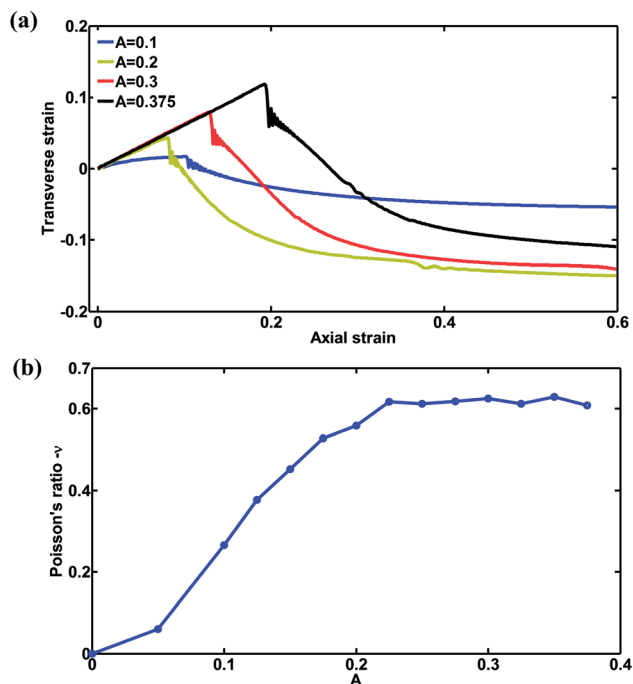 (a)
0.2
0.1
0
-0.1
-0.2
Transverse strain
A=0.1
A=0.2
A=0.3
A=0.375
0
0.2
0.4
0.6
Axial strain
(b)
0.7
0.6
0.4
0.2
0
Poisson's ratio -ν
0
0.1
0.2
0.3
0.4
A